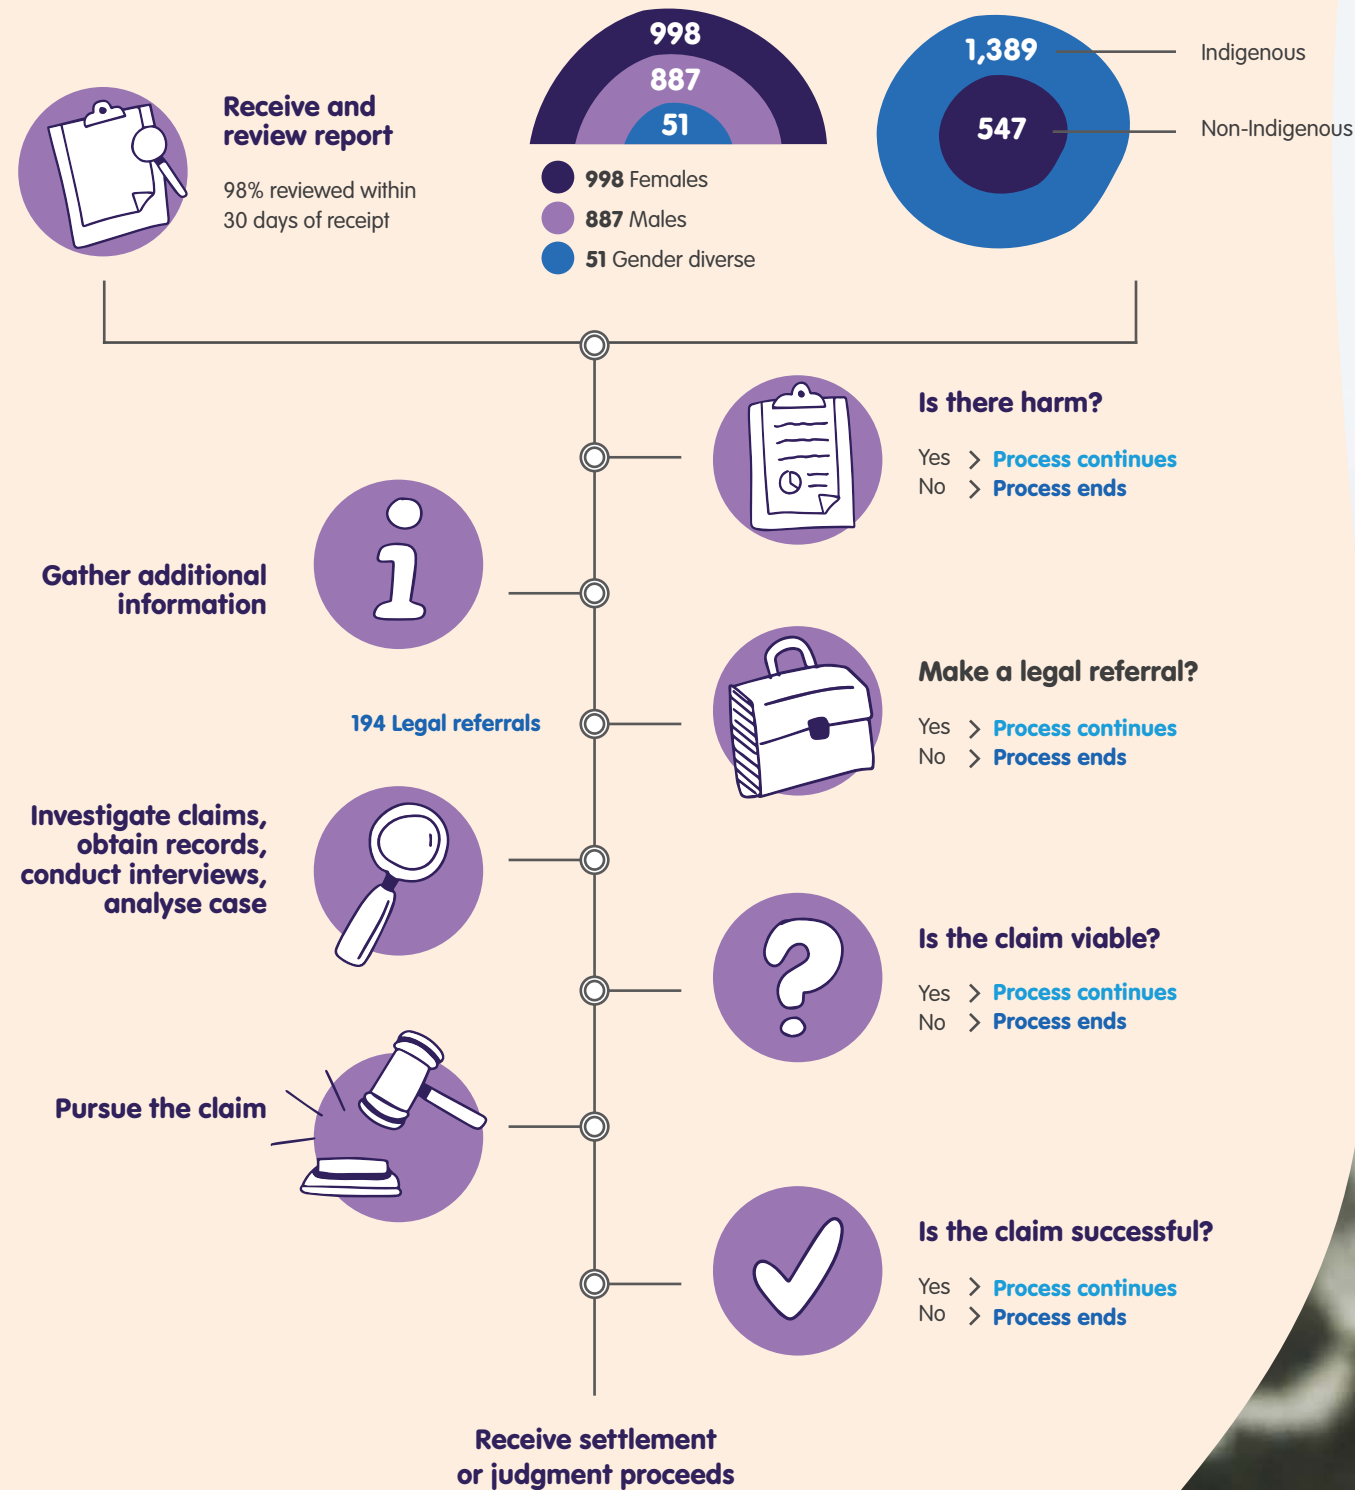 Receive and
review report
98% reviewed within
30 days of receipt
998
887
51
998 Females
887 Males
51 Gender diverse
1,389
547
Indigenous
Non-Indigenous
Is there harm?
Yes > Process continues
No > Process ends
Gather additional
information
Make a legal referral?
Yes > Process continues
No > Process ends
194 Legal referrals
Investigate claims,
obtain records,
conduct interviews,
analyse case
Is the claim viable?
Yes > Process continues
No > Process ends
Pursue the claim
Is the claim successful?
Yes > Process continues
No > Process ends
Receive settlement
or judgment proceeds